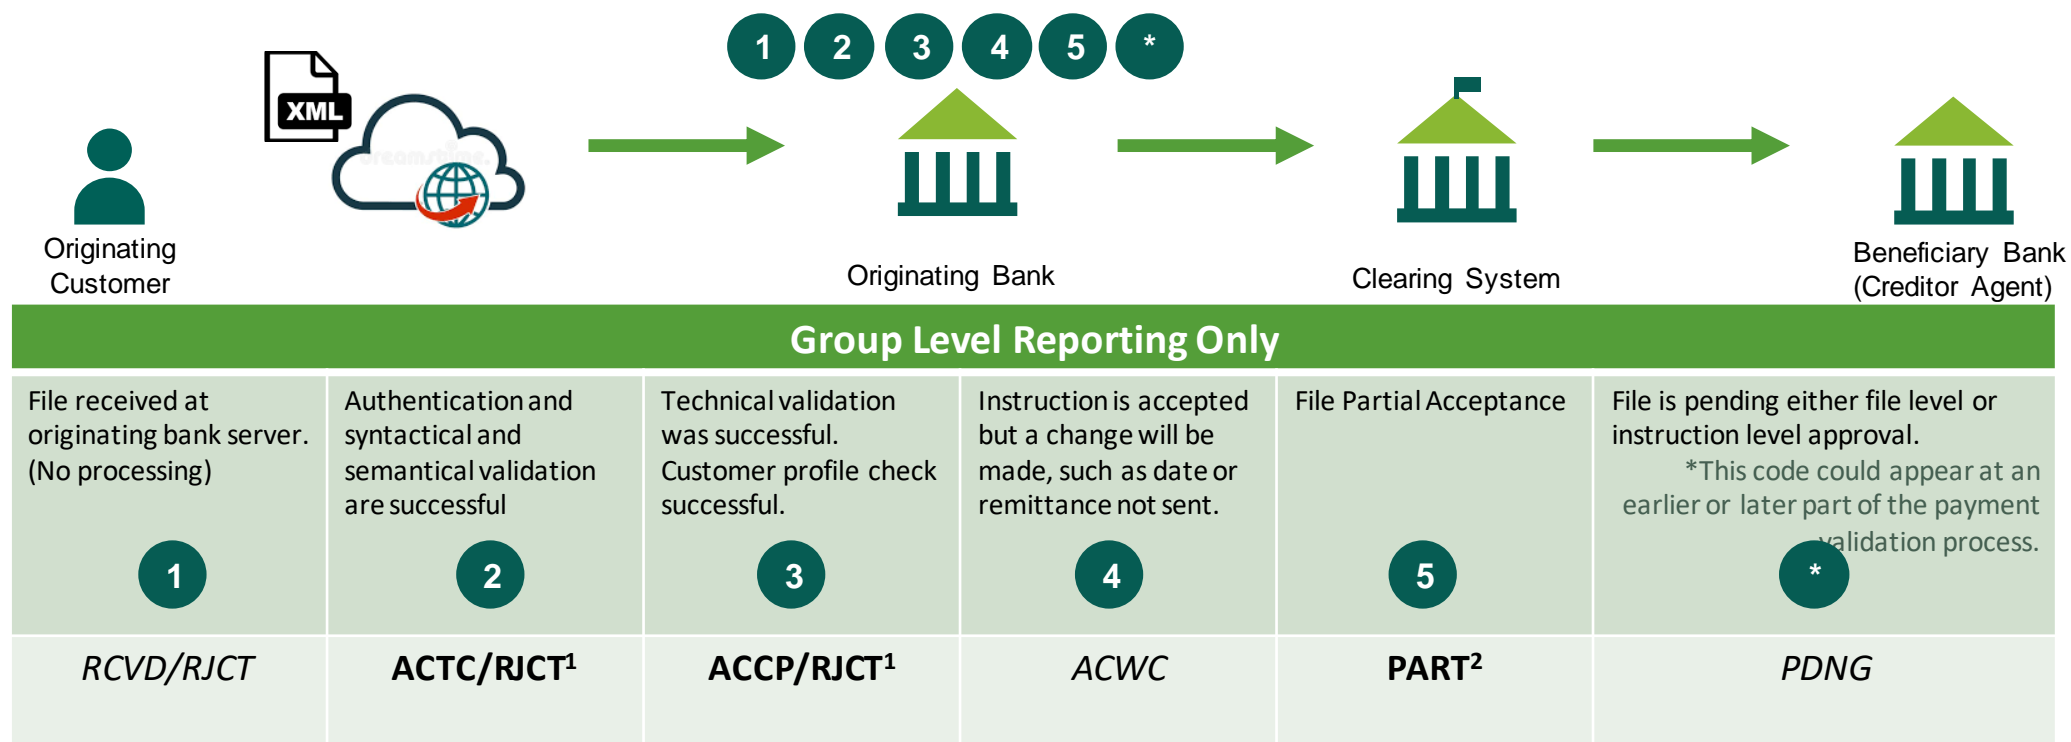 1 2 3 4 5 *
XML
dreamstime.
Originating
Customer
Originating Bank
Clearing System
Beneficiary Bank
(Creditor Agent)
Group Level Reporting Only
File received at
originating bank server.
(No processing)
1
Authentication and
syntactical and
semantical validation
are successful
2
Technical validation
was successful.
Customer profile check
successful.
3
Instruction is accepted
but a change will be
made, such as date or
remittance not sent.
4
File Partial Acceptance
5
File is pending either file level or
instruction level approval.
*This code could appear at an
earlier or later part of the payment
validation process.
*
RCVD/RJCT
ACTC/RJCT¹
ACCP/RJCT¹
ACWC
PART²
PDNG